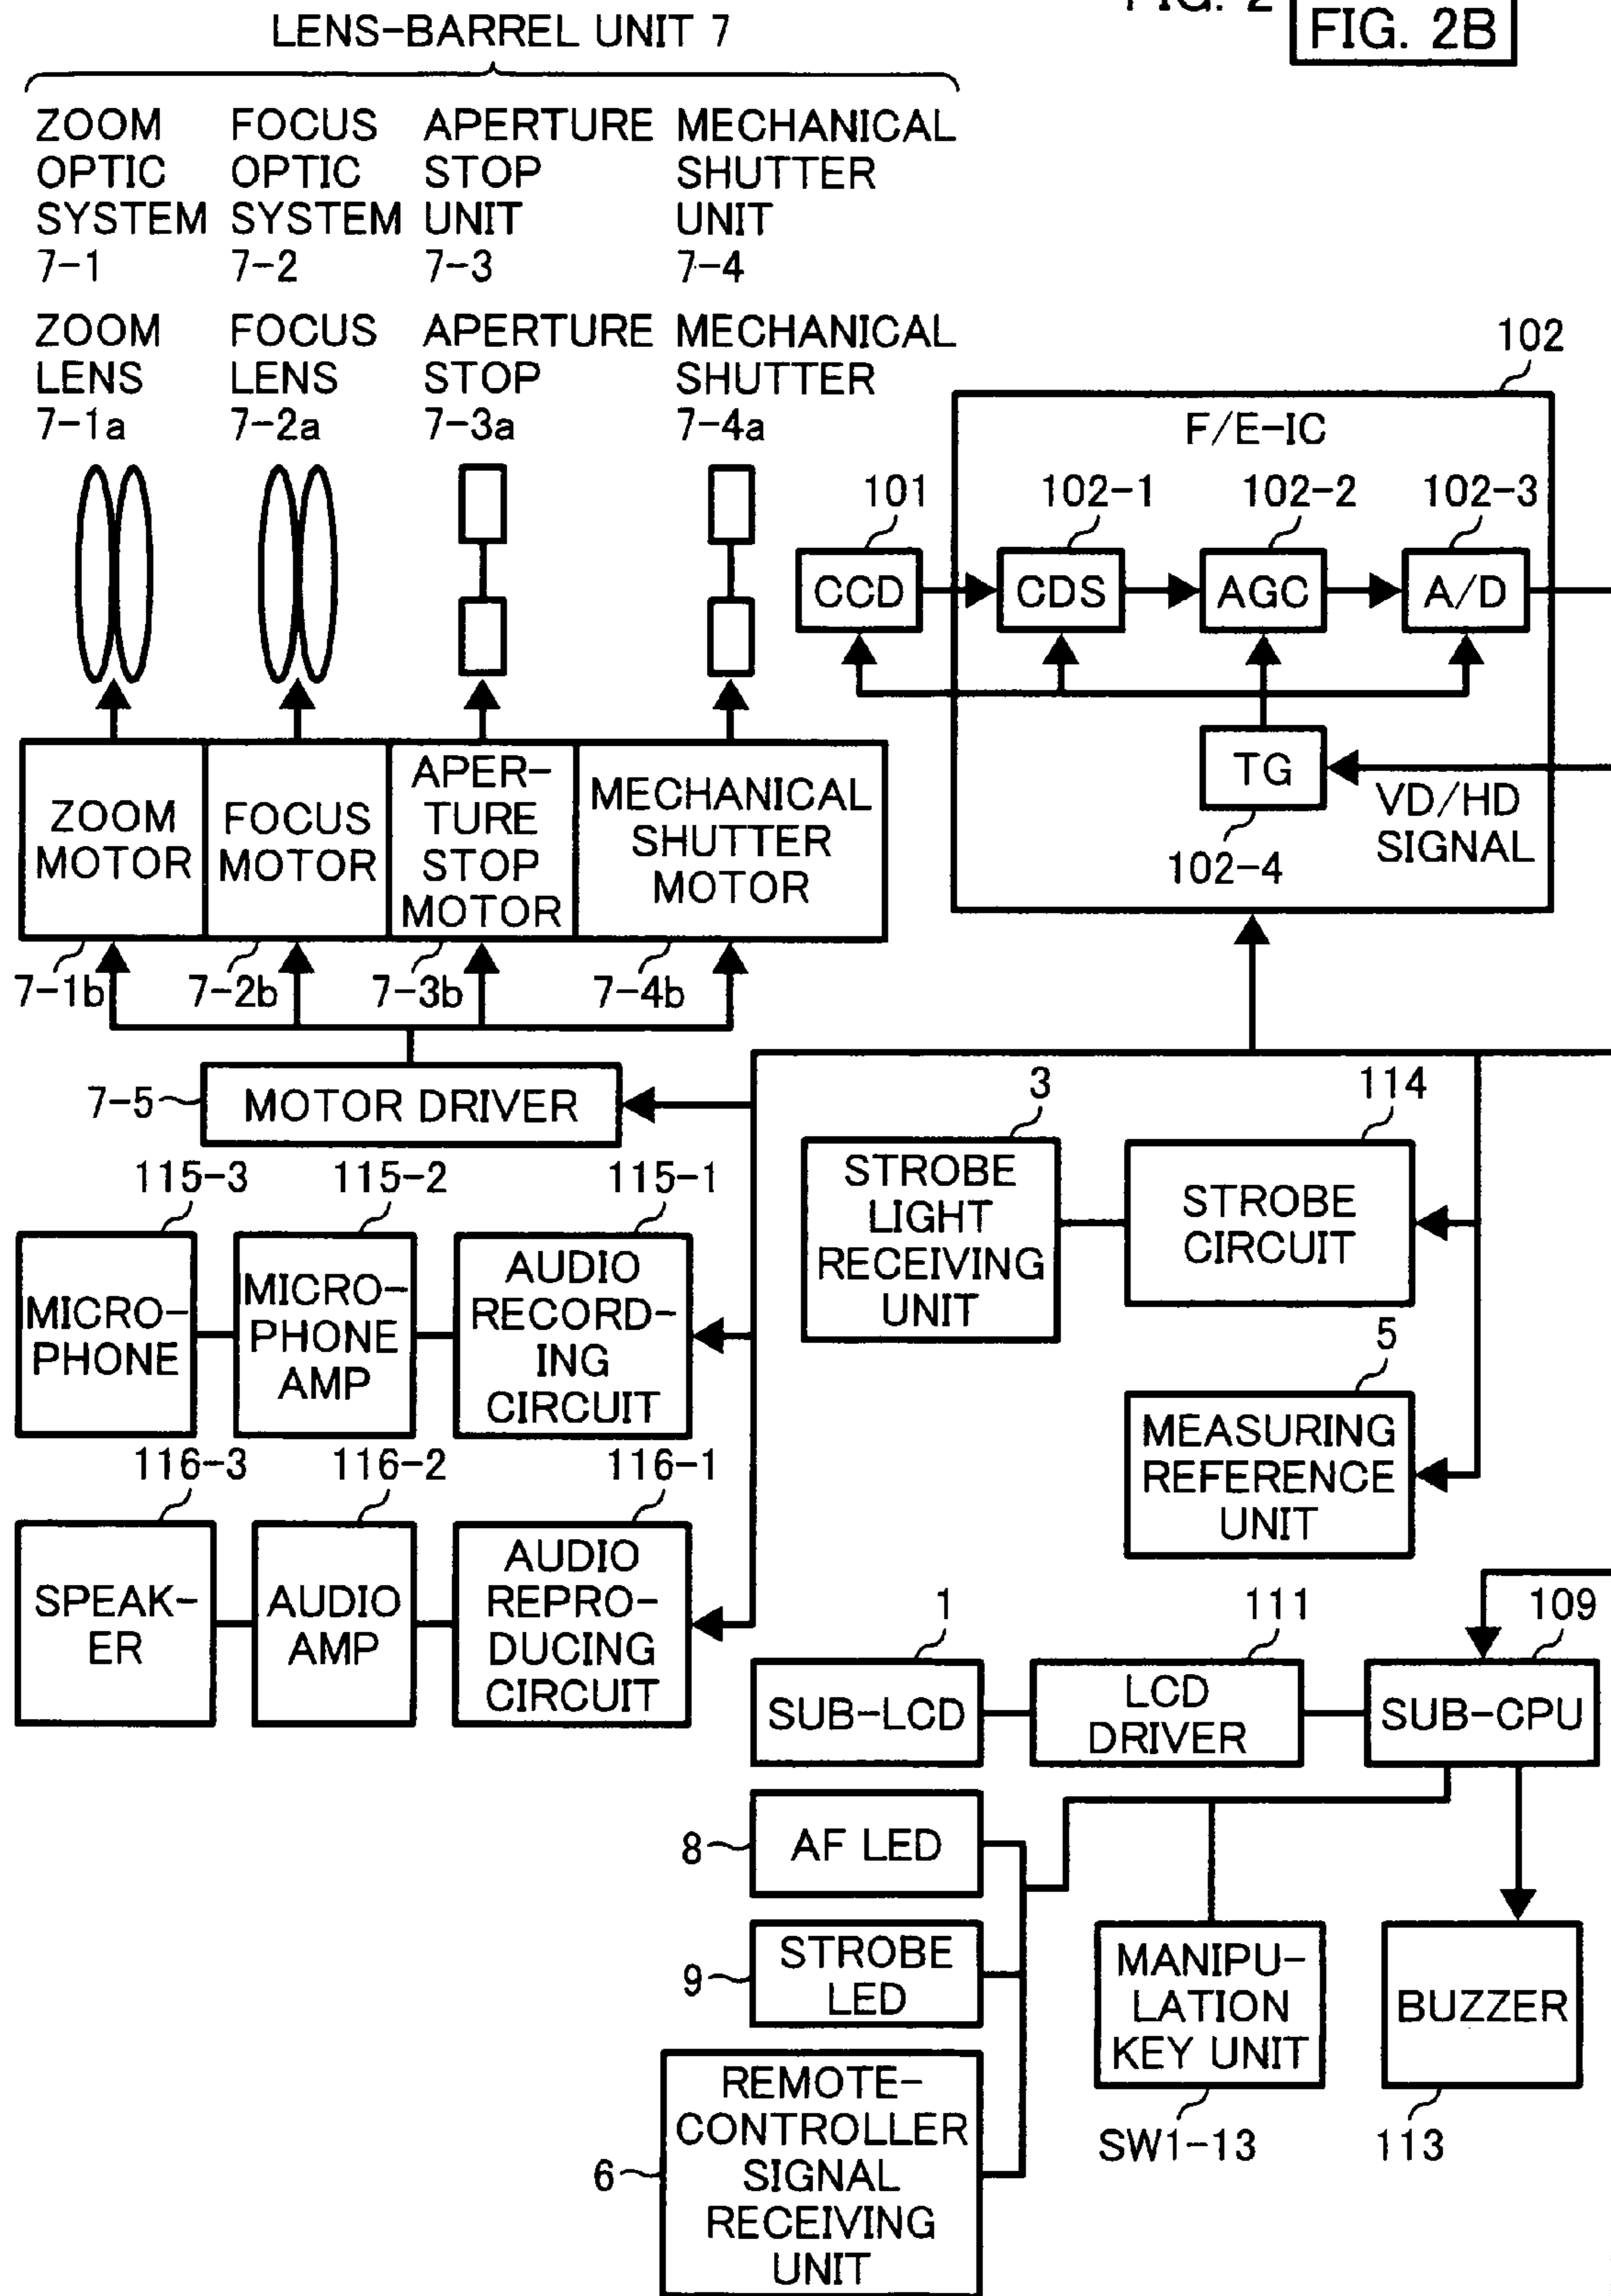 FIG. 2
FIG. 2B
LENS-BARREL UNIT 7
ZOOM
OPTIC
SYSTEM
7-1
FOCUS
OPTIC
SYSTEM
7-2
APERTURE
STOP
UNIT
7-3
MECHANICAL
SHUTTER
UNIT
7-4
ZOOM
LENS
7-1a
FOCUS
LENS
7-2a
APERTURE
STOP
7-3a
MECHANICAL
SHUTTER
7-4a
102
F/E-IC
101
102-1
102-2
102-3
CCD
CDS
AGC
A/D
TG
VD/HD
SIGNAL
102-4
ZOOM
MOTOR
FOCUS
MOTOR
APER-
TURE
STOP
MOTOR
MECHANICAL
SHUTTER
MOTOR
7-1b
7-2b
7-3b
7-4b
7-5
MOTOR DRIVER
3
114
STROBE
LIGHT
RECEIVING
UNIT
STROBE
CIRCUIT
115-3
115-2
115-1
MICRO-
PHONE
MICRO-
PHONE
AMP
AUDIO
RECORD-
ING
CIRCUIT
5
MEASURING
REFERENCE
UNIT
116-3
116-2
116-1
SPEAK-
ER
AUDIO
AMP
AUDIO
REPRO-
DUCING
CIRCUIT
1
111
109
SUB-LCD
LCD
DRIVER
SUB-CPU
8
AF LED
9
STROBE
LED
MANIPU-
LATION
KEY UNIT
BUZZER
SW1-13
113
6
REMOTE-
CONTROLLER
SIGNAL
RECEIVING
UNIT